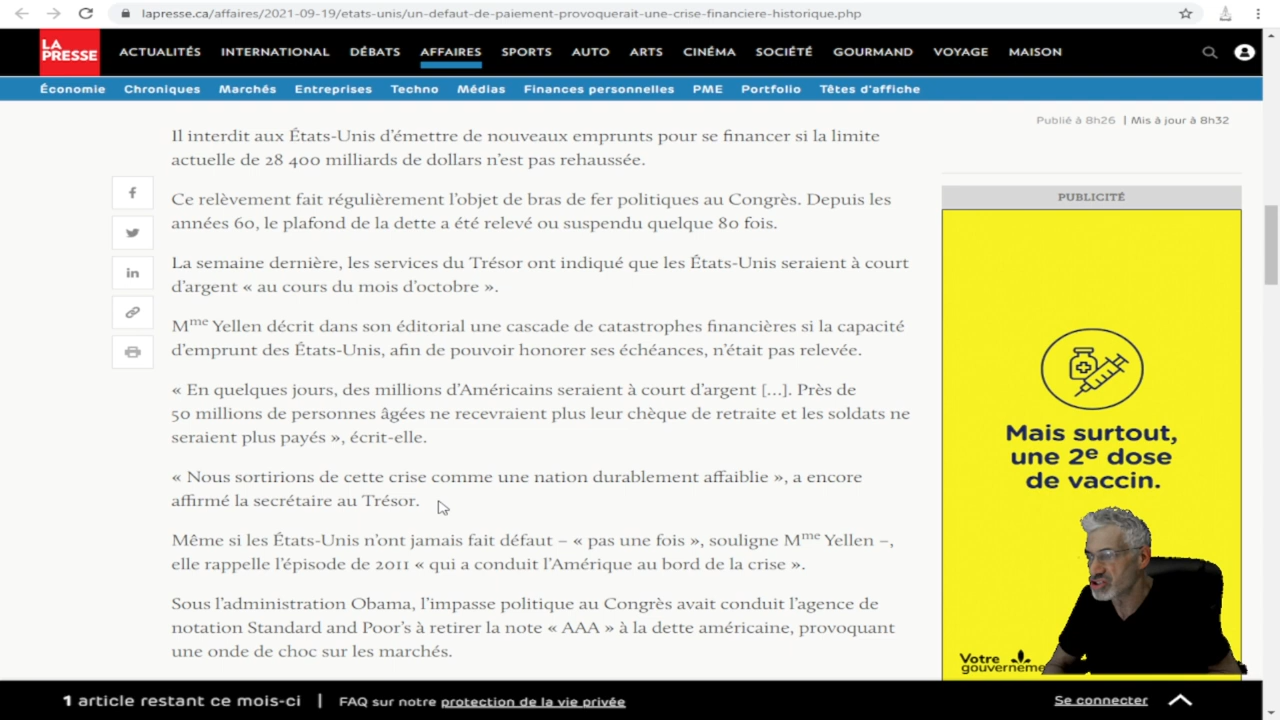 lapresse.ca/affaires/2021-09-19/etats-unis/un-defaut-de-paiement-provoquerait-une-crise-financiere-historique.php
LA PRESSE
ACTUALITÉS INTERNATIONAL DÉBATS AFFAIRES SPORTS AUTO ARTS CINÉMA SOCIÉTÉ GOURMAND VOYAGE MAISON
Économie Chroniques Marchés Entreprises Techno Médias Finances personnelles PME Portfolio Têtes d'affiche
Publié à 8h26 | Mis à jour à 8h32
Il interdit aux États-Unis d'émettre de nouveaux emprunts pour se financer si la limite
actuelle de 28 400 milliards de dollars n'est pas rehaussée.
Ce relèvement fait régulièrement l'objet de bras de fer politiques au Congrès. Depuis les
années 60, le plafond de la dette a été relevé ou suspendu quelque 80 fois.
La semaine dernière, les services du Trésor ont indiqué que les États-Unis seraient à court
d'argent « au cours du mois d'octobre ».
Mme Yellen décrit dans son éditorial une cascade de catastrophes financières si la capacité
d'emprunt des États-Unis, afin de pouvoir honorer ses échéances, n'était pas relevée.
« En quelques jours, des millions d'Américains seraient à court d'argent [...]. Près de
50 millions de personnes âgées ne recevraient plus leur chèque de retraite et les soldats ne
seraient plus payés », écrit-elle.
« Nous sortirions de cette crise comme une nation durablement affaiblie », a encore
affirmé la secrétaire au Trésor.
Même si les États-Unis n'ont jamais fait défaut – « pas une fois », souligne Mme Yellen –,
elle rappelle l'épisode de 2011 « qui a conduit l'Amérique au bord de la crise ».
Sous l'administration Obama, l'impasse politique au Congrès avait conduit l'agence de
notation Standard and Poor's à retirer la note « AAA » à la dette américaine, provoquant
une onde de choc sur les marchés.
PUBLICITÉ
Mais surtout,
une 2e dose
de vaccin.
Votre
gouverneme
1 article restant ce mois-ci | FAQ sur notre protection de la vie privée
Se connecter